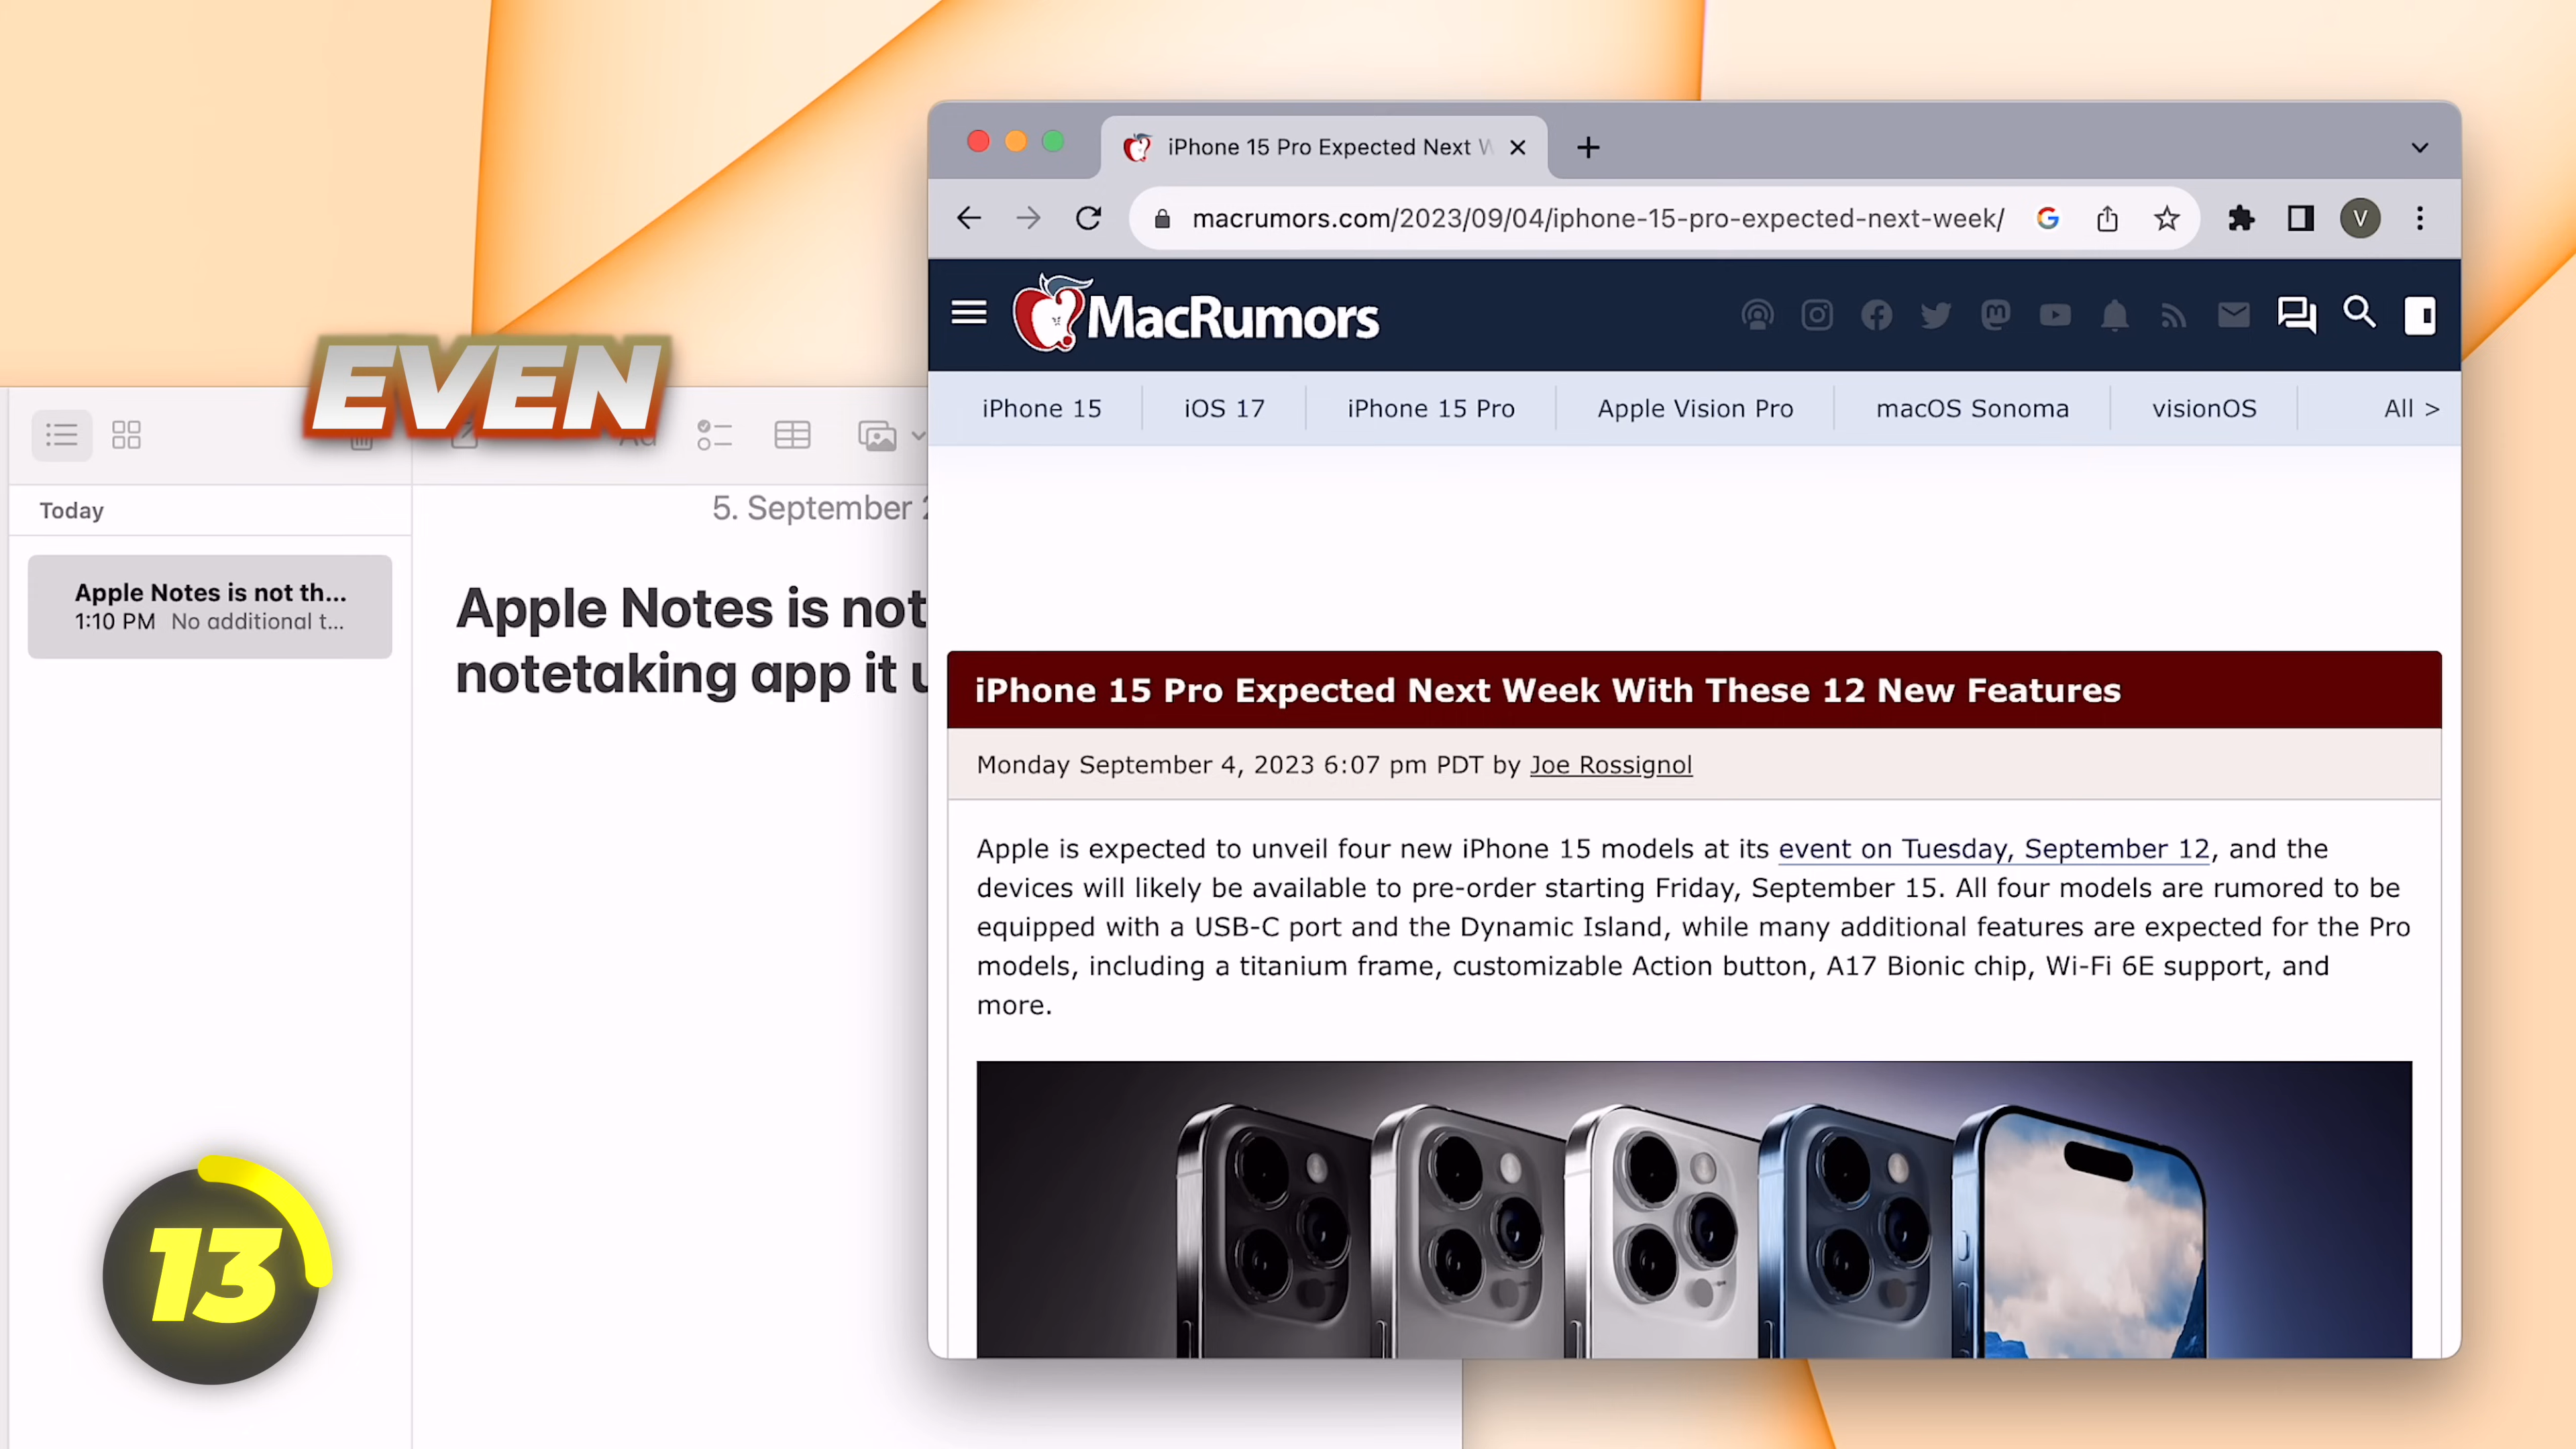 iPhone 15 Pro Expected Next W
macrumors.com/2023/09/04/iphone-15-pro-expected-next-week/
V
MacRumors
iPhone 15
iOS 17
iPhone 15 Pro
Apple Vision Pro
macOS Sonoma
visionOS
All >
EVEN
Today
Apple Notes is not th...
1:10 PM No additional t...
5. September 2
Apple Notes is not
notetaking app it u
iPhone 15 Pro Expected Next Week With These 12 New Features
Monday September 4, 2023 6:07 pm PDT by Joe Rossignol
Apple is expected to unveil four new iPhone 15 models at its event on Tuesday, September 12, and the
devices will likely be available to pre-order starting Friday, September 15. All four models are rumored to be
equipped with a USB-C port and the Dynamic Island, while many additional features are expected for the Pro
models, including a titanium frame, customizable Action button, A17 Bionic chip, Wi-Fi 6E support, and
more.
13